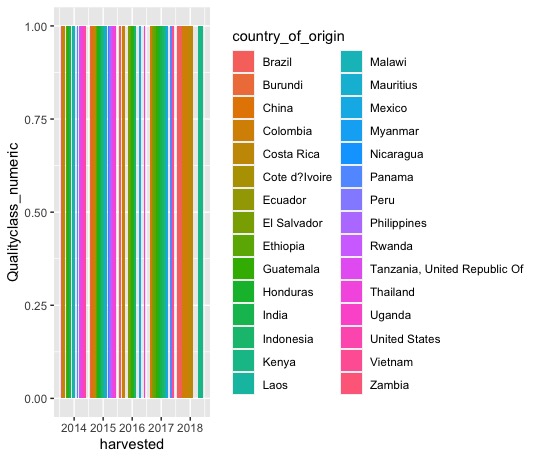 country_of_origin
Brazil
Burundi
China
Colombia
Costa Rica
Cote d?Ivoire
Ecuador
El Salvador
Ethiopia
Guatemala
Honduras
India
Indonesia
Kenya
Laos
Malawi
Mauritius
Mexico
Myanmar
Nicaragua
Panama
Peru
Philippines
Rwanda
Tanzania, United Republic Of
Thailand
Uganda
United States
Vietnam
Zambia
Qualityclass_numeric
1.00
0.75
0.50
0.25
0.00
2014 2015 2016 2017 2018
harvested